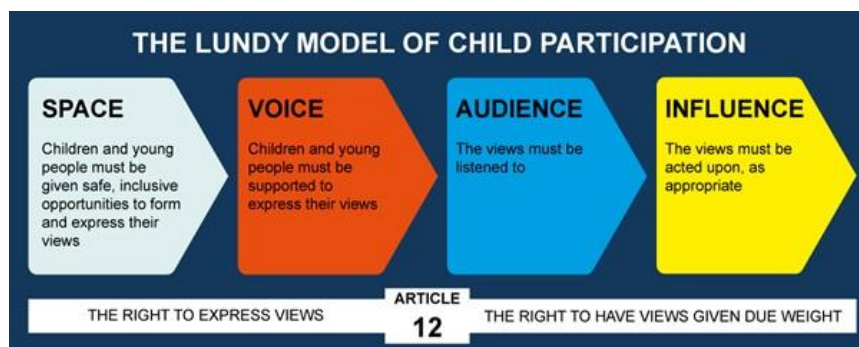 THE LUNDY MODEL OF CHILD PARTICIPATION
SPACE
Children and young
people must be
given safe, inclusive
opportunities to form
and express their
views
VOICE
Children and young
people must be
supported to
express their views
AUDIENCE
The views must be
listened to
INFLUENCE
The views must be
acted upon, as
appropriate
THE RIGHT TO EXPRESS VIEWS
ARTICLE
12
THE RIGHT TO HAVE VIEWS GIVEN DUE WEIGHT